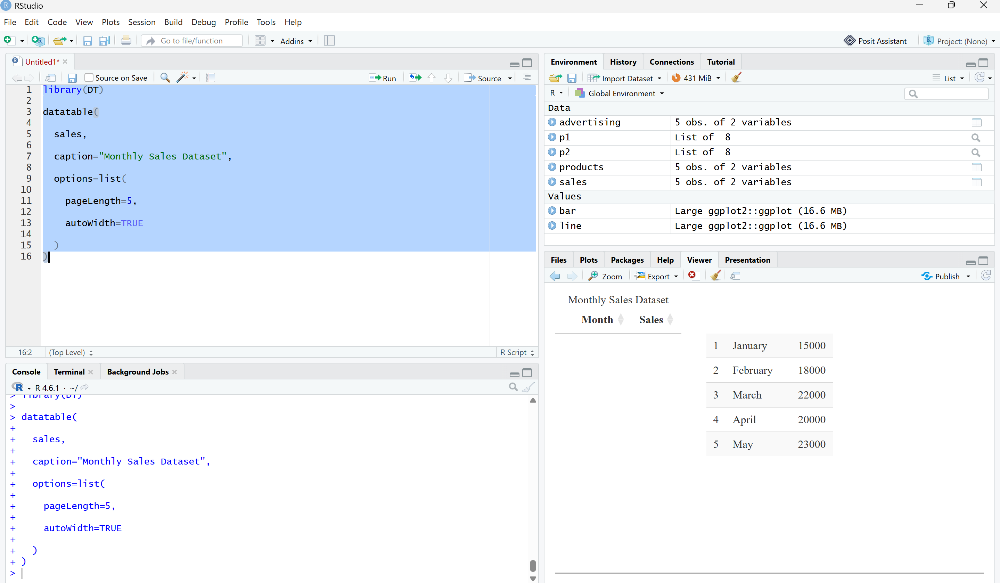 RStudio
File Edit Code View Plots Session Build Debug Profile Tools Help
Go to file/function Addins Posit Assistant Project: (None)
Untitled1*
Source on Save Run Source
1 library(DT)
2
3 datatable(
4
5 sales,
6
7 caption="Monthly Sales Dataset",
8
9 options=list(
10
11 pageLength=5,
12
13 autoWidth=TRUE
14
15 )
16 )
16:2 (Top Level) R Script
Console Terminal Background Jobs
R 4.6.1 · ~/
> library(DT)
>
> datatable(
+
+ sales,
+
+ caption="Monthly Sales Dataset",
+
+ options=list(
+
+ pageLength=5,
+
+ autoWidth=TRUE
+
+ )
+ )
>
Environment History Connections Tutorial
Import Dataset 431 MiB List
R Global Environment
Data
advertising 5 obs. of 2 variables
p1 List of 8
p2 List of 8
products 5 obs. of 2 variables
sales 5 obs. of 2 variables
Values
bar Large ggplot2::ggplot (16.6 MB)
line Large ggplot2::ggplot (16.6 MB)
Files Plots Packages Help Viewer Presentation
Zoom Export Publish
Monthly Sales Dataset
Month Sales
1 January 15000
2 February 18000
3 March 22000
4 April 20000
5 May 23000